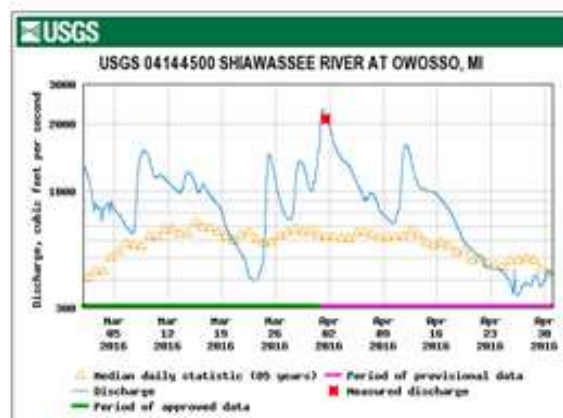 USGS
USGS 04144500 SHIAWASSEE RIVER AT OWOSSO, MI
Discharge, cubic feet per second
3000
2000
1000
300
Mar 05 2016
Mar 12 2016
Mar 19 2016
Mar 26 2016
Apr 02 2016
Apr 09 2016
Apr 16 2016
Apr 23 2016
Apr 30 2016
Median daily statistic (85 years)
Period of provisional data
Discharge
Measured discharge
Period of approved data